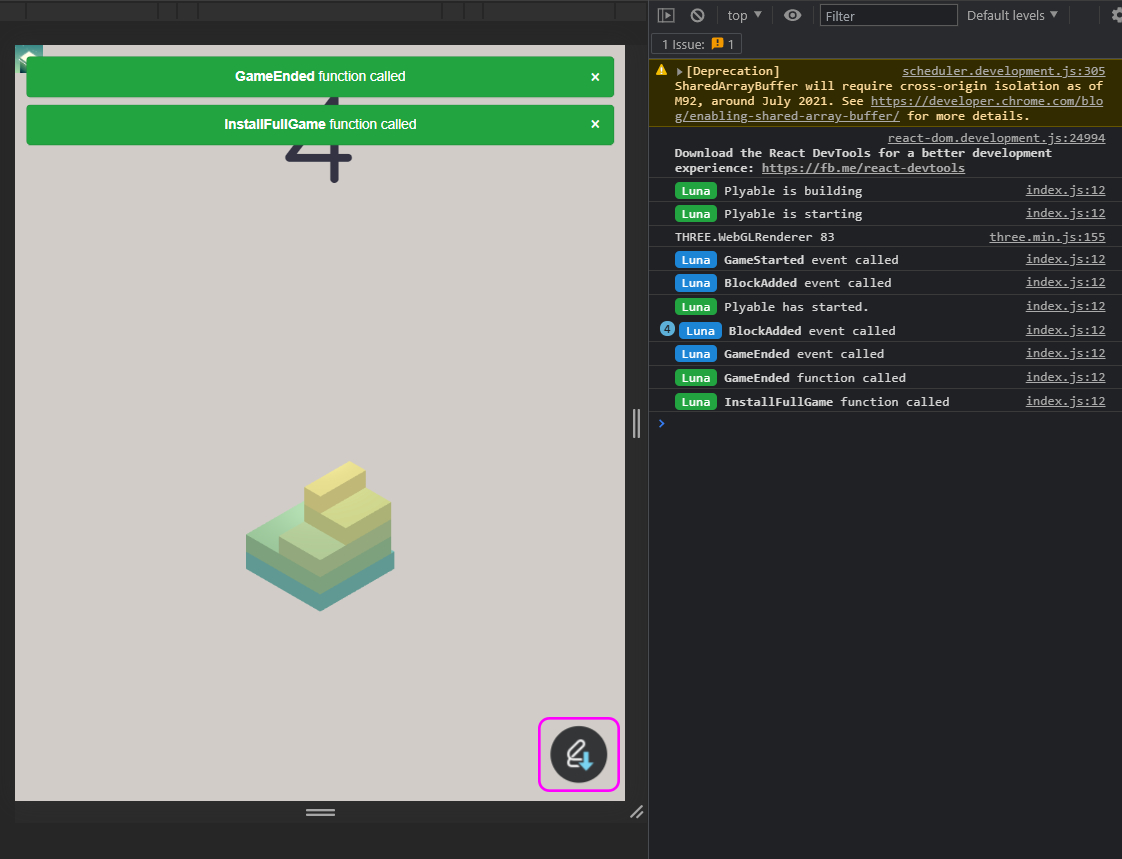 GameEnded function called ×
InstallFullGame function called ×
4
top ▼ Filter Default levels ▼
1 Issue: 1
[Deprecation] scheduler.development.js:305
SharedArrayBuffer will require cross-origin isolation as of
M92, around July 2021. See https://developer.chrome.com/blo
g/enabling-shared-array-buffer/ for more details.
react-dom.development.js:24994
Download the React DevTools for a better development
experience: https://fb.me/react-devtools
Luna Plyable is building index.js:12
Luna Plyable is starting index.js:12
THREE.WebGLRenderer 83 three.min.js:155
Luna GameStarted event called index.js:12
Luna BlockAdded event called index.js:12
Luna Plyable has started. index.js:12
4 Luna BlockAdded event called index.js:12
Luna GameEnded event called index.js:12
Luna GameEnded function called index.js:12
Luna InstallFullGame function called index.js:12